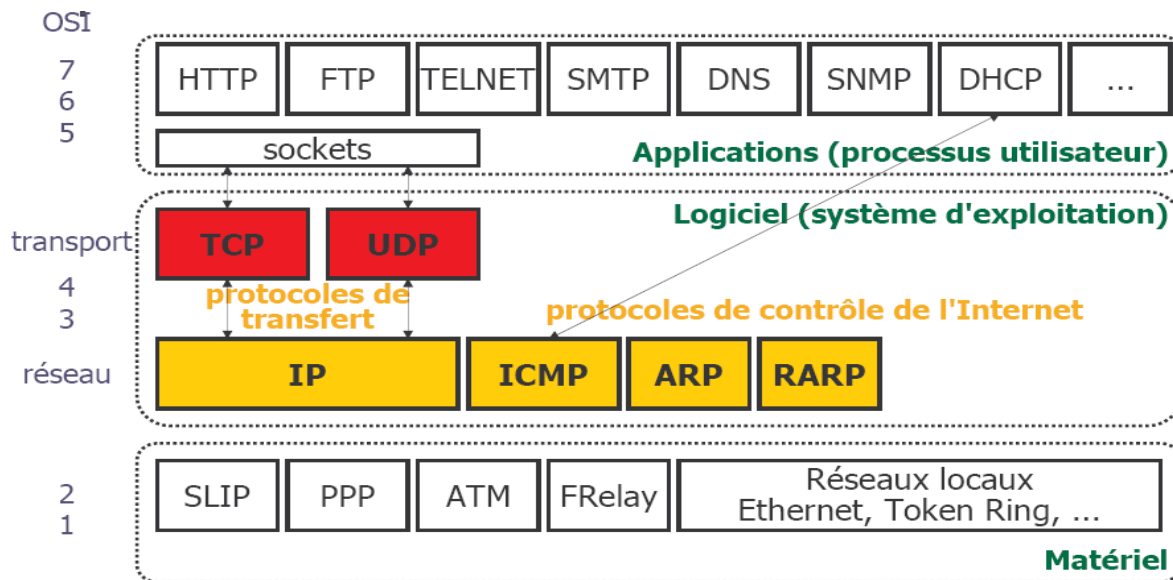 OSI
7
6
5
HTTP FTP TELNET SMTP DNS SNMP DHCP ...
sockets
Applications (processus utilisateur)
Logiciel (système d'exploitation)
transport
TCP UDP
4
3
protocoles de
transfert
protocoles de contrôle de l'Internet
réseau
IP ICMP ARP RARP
2
1
SLIP PPP ATM FRelay
Réseaux locaux
Ethernet, Token Ring, ...
Matériel